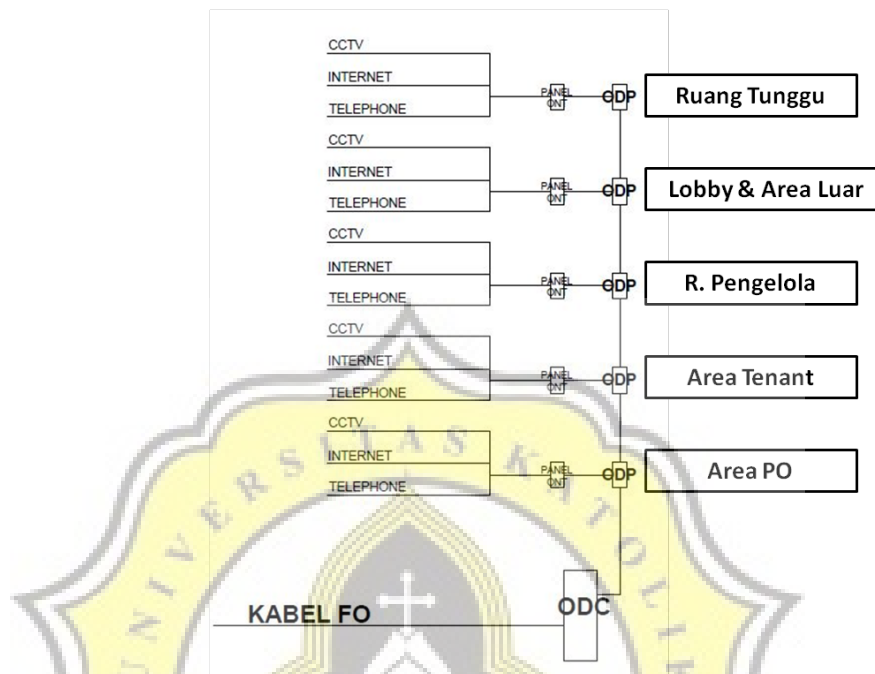 CCTV
INTERNET
TELEPHONE
PANEL
ONT
ODP
Ruang Tunggu
CCTV
INTERNET
TELEPHONE
PANEL
ONT
ODP
Lobby & Area Luar
CCTV
INTERNET
TELEPHONE
PANEL
ONT
ODP
R. Pengelola
CCTV
INTERNET
TELEPHONE
PANEL
ONT
ODP
Area Tenant
CCTV
INTERNET
TELEPHONE
PANEL
ONT
ODP
Area PO
KABEL FO
ODC
UNIVERSITAS KATOLIK